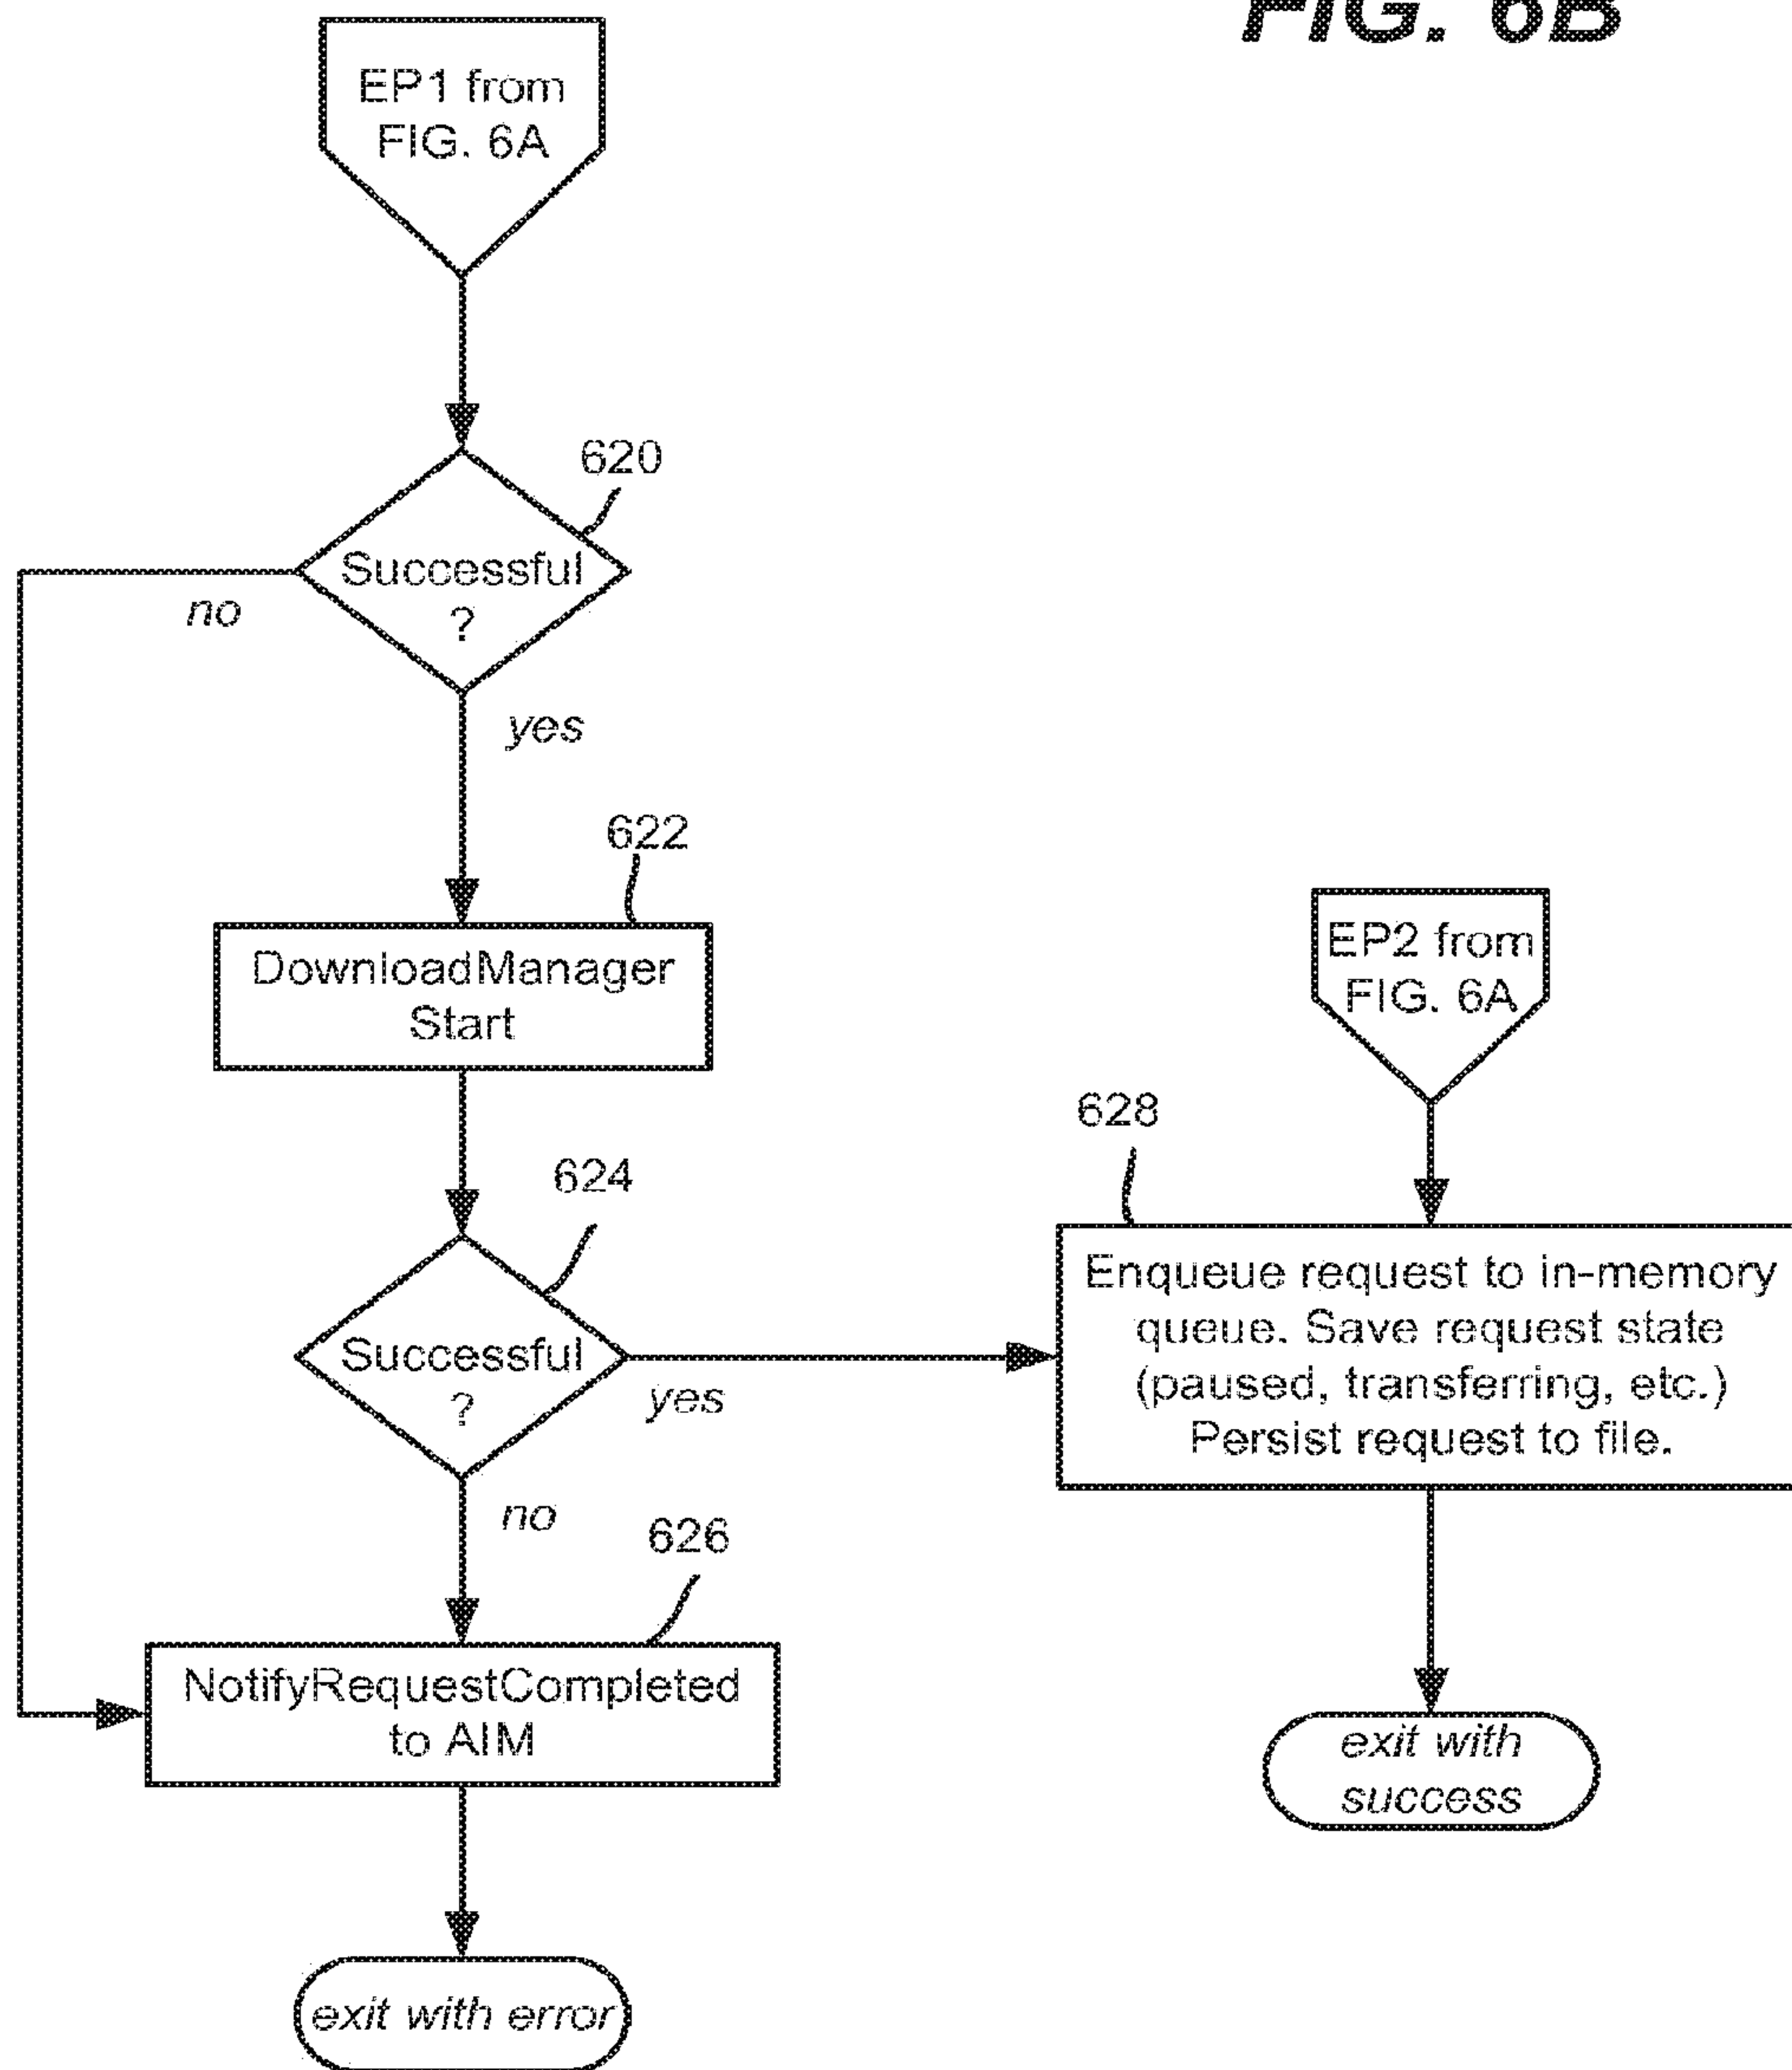 FIG. 6B
EP1 from
FIG. 6A
620
Successful
?
no
yes
622
DownloadManager
Start
624
Successful
?
yes
no
626
NotifyRequestCompleted
to AIM
exit with error
EP2 from
FIG. 6A
628
Enqueue request to in-memory
queue. Save request state
(paused, transferring, etc.)
Persist request to file.
exit with
success